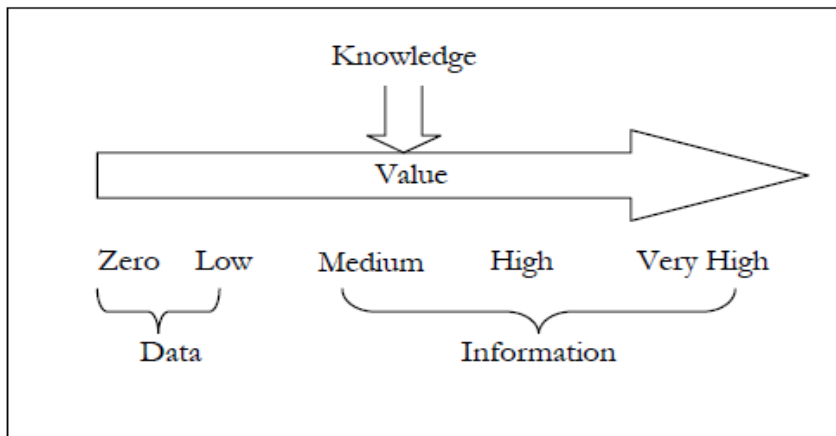 Knowledge
Value
Zero Low Medium High Very High
Data Information